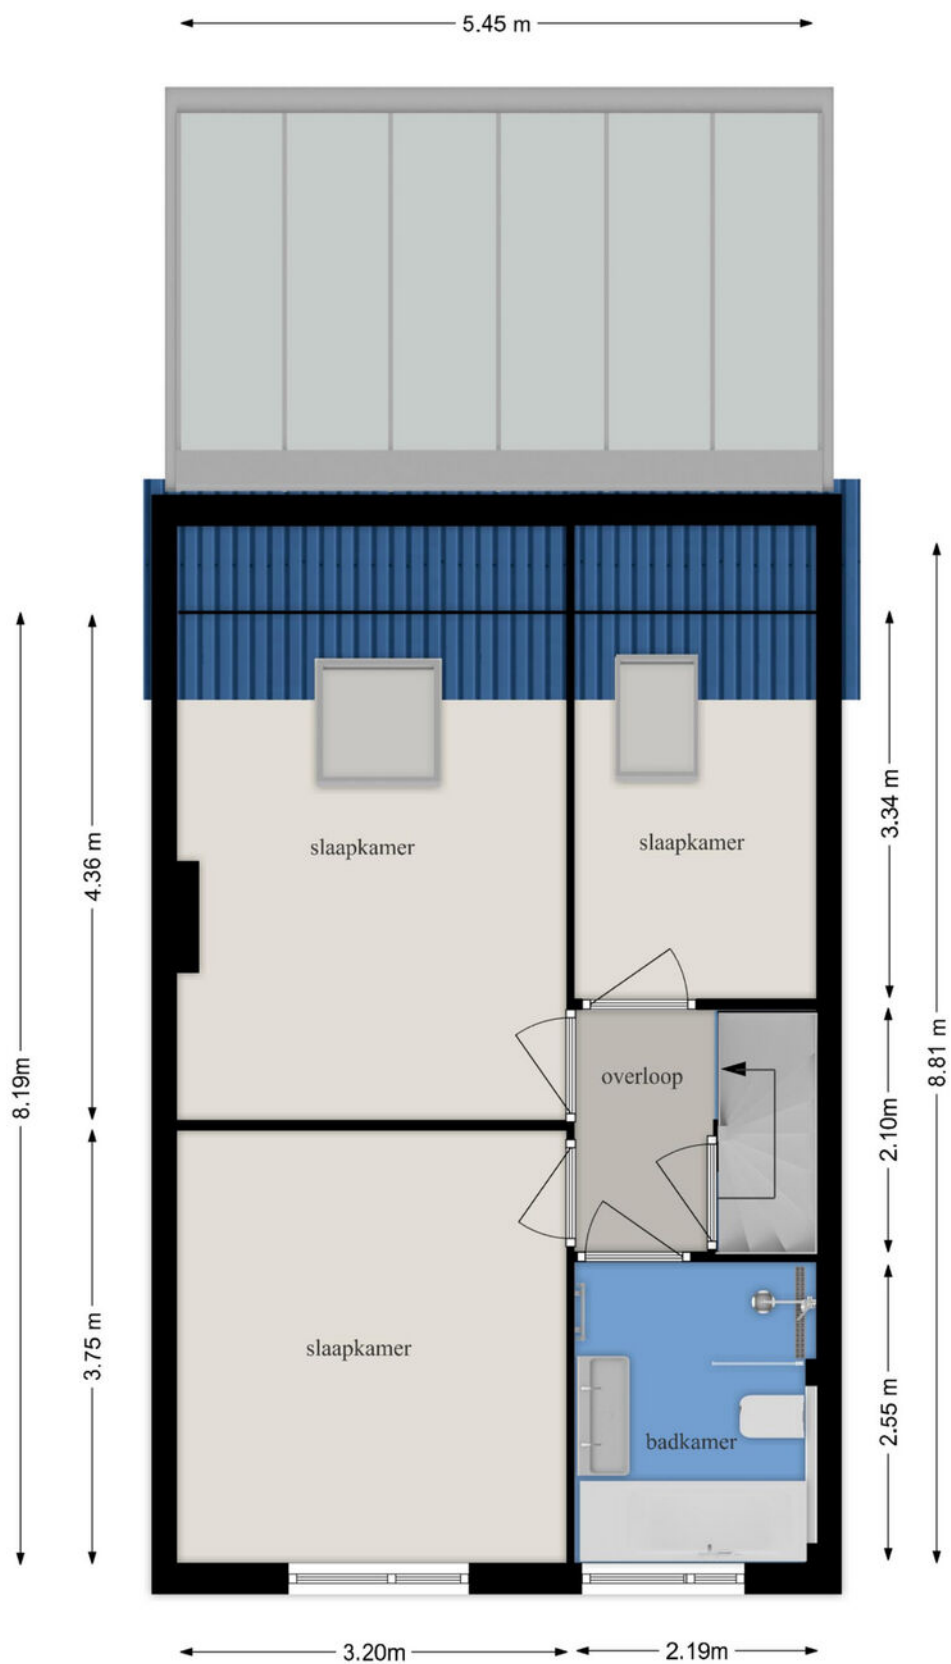 5.45 m
slaapkamer
slaapkamer
3.34 m
4.36 m
8.19m
8.81 m
overloop
2.10m
3.75 m
slaapkamer
2.55 m
badkamer
3.20m
2.19m